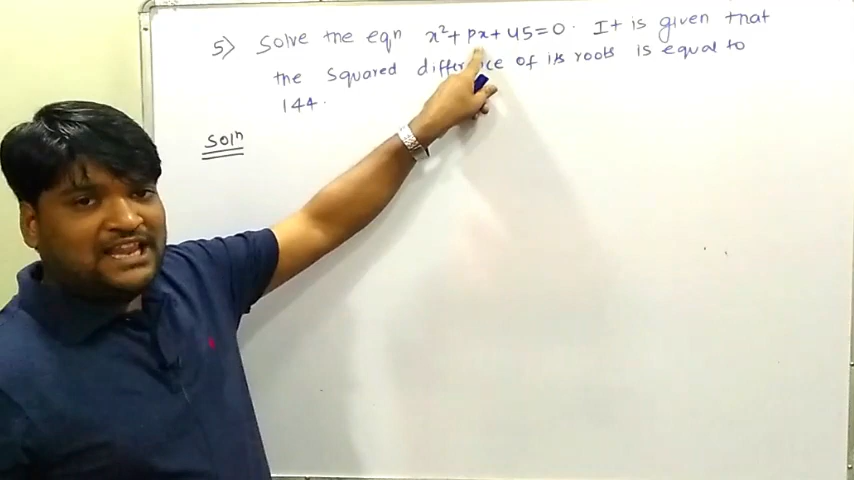 5> Solve the eqn x²+px+45=0. It is given that
the squared difference of its roots is equal to
144.
Solⁿ